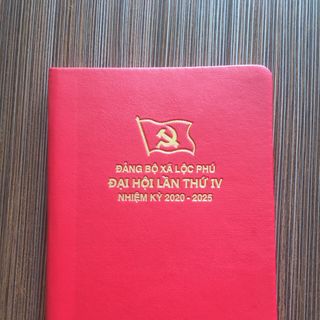 ĐẢNG BỘ XÃ LỘC PHÚ
ĐẠI HỘI LẦN THỨ IV
NHIỆM KỲ 2020 - 2025